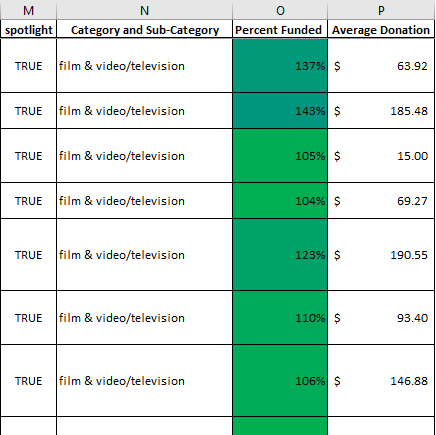 M N O P
spotlight Category and Sub-Category Percent Funded Average Donation
TRUE film & video/television 137% $ 63.92
TRUE film & video/television 143% $ 185.48
TRUE film & video/television 105% $ 15.00
TRUE film & video/television 104% $ 69.27
TRUE film & video/television 123% $ 190.55
TRUE film & video/television 110% $ 93.40
TRUE film & video/television 106% $ 146.88